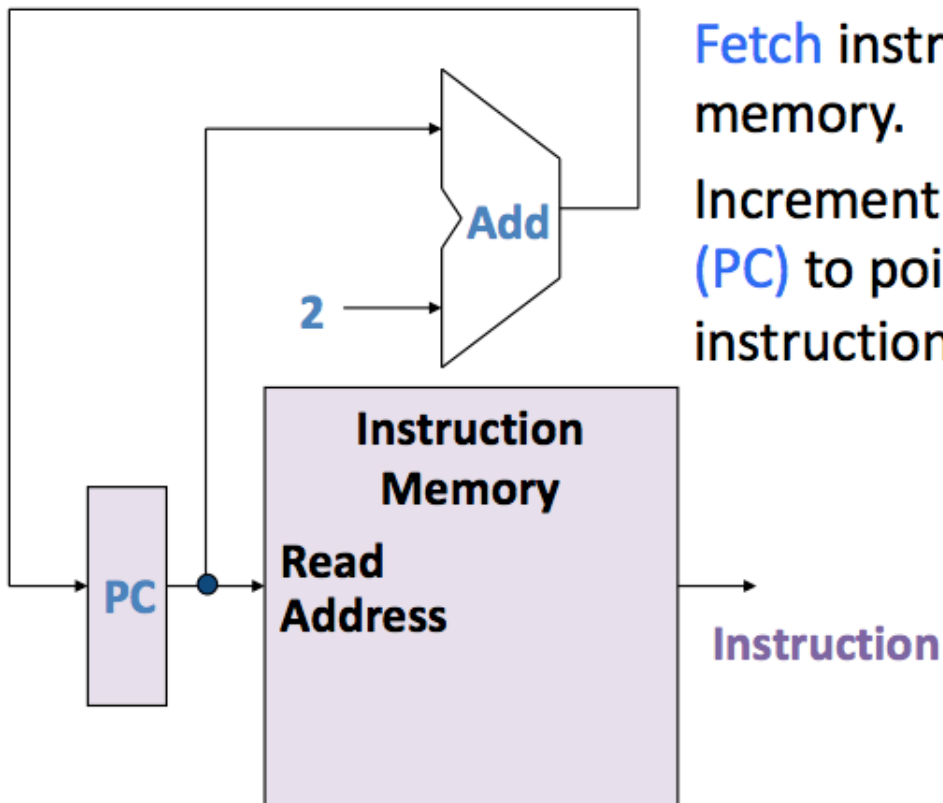 Fetch instr
memory.
Increment
(PC) to poi
instruction
Add
2
Instruction
Memory
Read
Address
PC
Instruction